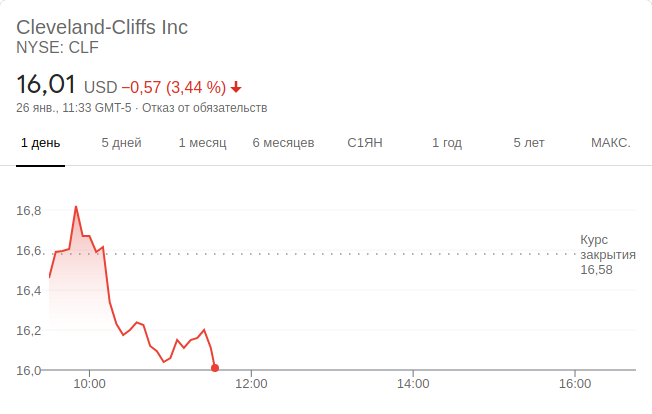 Cleveland-Cliffs Inc
NYSE: CLF
16,01 USD −0,57 (3,44 %)
26 янв., 11:33 GMT-5 · Отказ от обязательств
1 день 5 дней 1 месяц 6 месяцев С1ЯН 1 год 5 лет МАКС.
16,8
16,6
16,4
16,2
16,0
Курс
закрытия
16,58
10:00 12:00 14:00 16:00